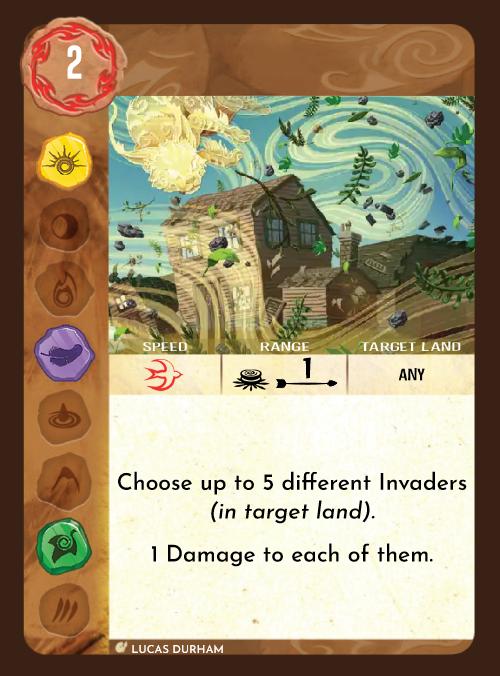 2
SPEED RANGE TARGET LAND
1 ANY
Choose up to 5 different Invaders
(in target land).
1 Damage to each of them.
LUCAS DURHAM